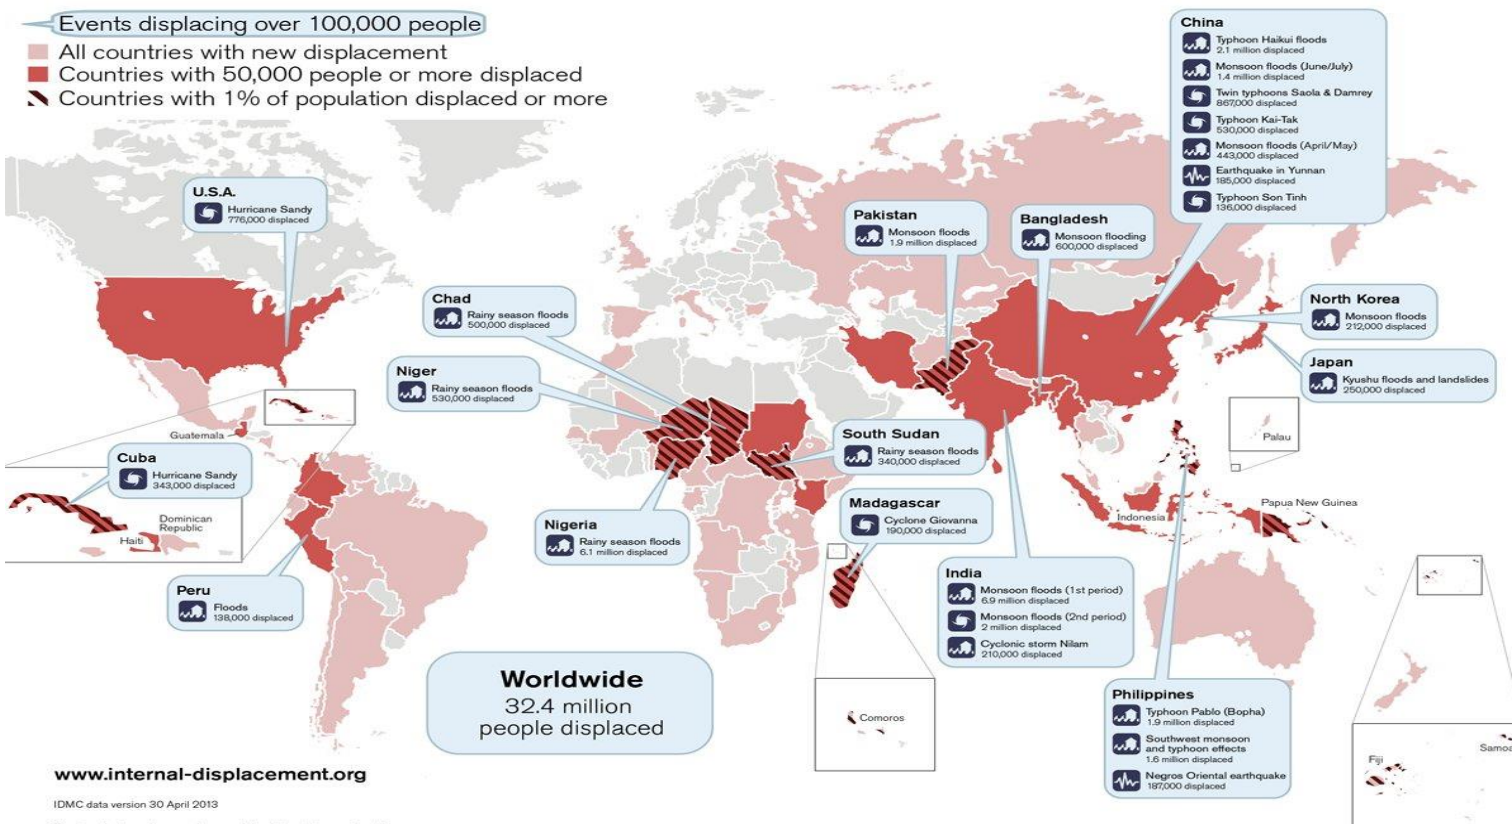 Events displacing over 100,000 people
All countries with new displacement
Countries with 50,000 people or more displaced
Countries with 1% of population displaced or more
China
Typhoon Haikui floods
2.1 million displaced
Monsoon floods (June/July)
1.4 million displaced
Twin typhoons Saola & Damrey
867,000 displaced
Typhoon Kai-Tak
530,000 displaced
Monsoon floods (April/May)
443,000 displaced
Earthquake in Yunnan
185,000 displaced
Typhoon Son Tinh
136,000 displaced
U.S.A.
Hurricane Sandy
776,000 displaced
Pakistan
Monsoon floods
1.9 million displaced
Bangladesh
Monsoon flooding
600,000 displaced
Chad
Rainy season floods
500,000 displaced
North Korea
Monsoon floods
212,000 displaced
Niger
Rainy season floods
530,000 displaced
Japan
Kyushu floods and landslides
250,000 displaced
Guatemala
South Sudan
Rainy season floods
340,000 displaced
Palau
Cuba
Hurricane Sandy
343,000 displaced
Dominican
Republic
Haiti
Madagascar
Cyclone Giovanna
190,000 displaced
Papua New Guinea
Indonesia
Nigeria
Rainy season floods
6.1 million displaced
Peru
Floods
138,000 displaced
India
Monsoon floods (1st period)
6.9 million displaced
Monsoon floods (2nd period)
2 million displaced
Cyclonic storm Nilam
210,000 displaced
Worldwide
32.4 million
people displaced
Comoros
Philippines
Typhoon Pablo (Bopha)
1.9 million displaced
Southwest monsoon
and typhoon effects
1.6 million displaced
Negros Oriental earthquake
187,000 displaced
Fiji
Samoa
www.internal-displacement.org
IDMC data version 30 April 2013